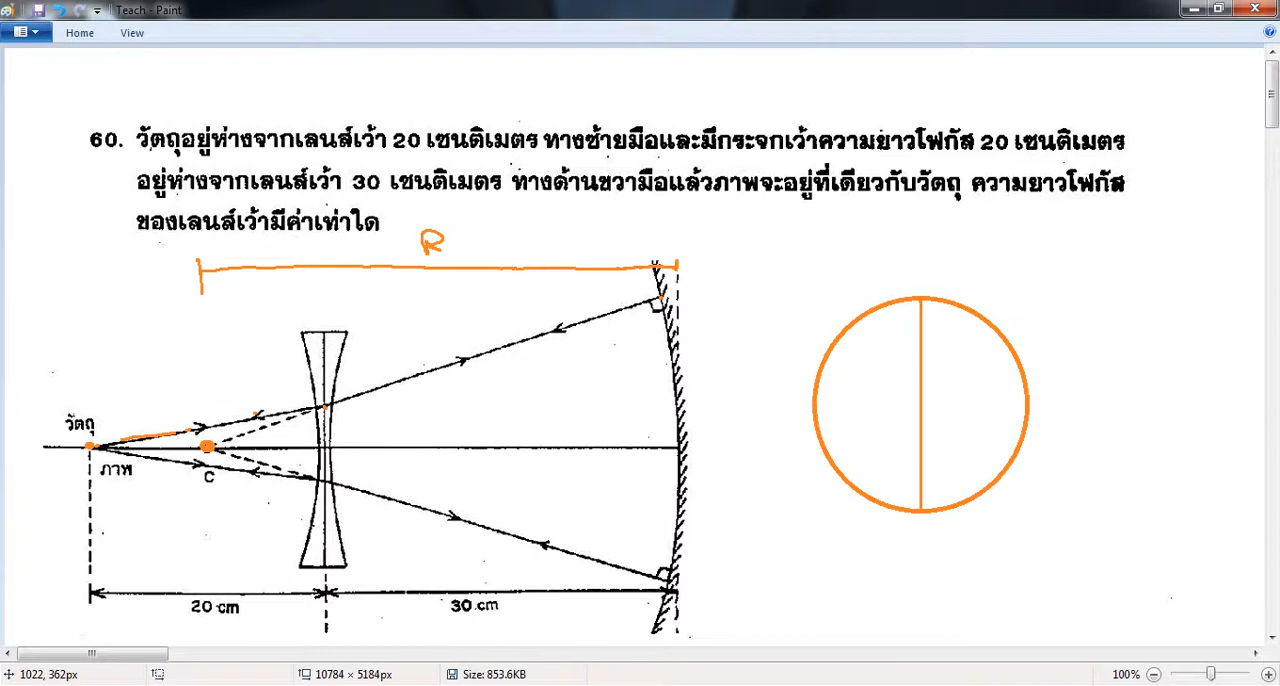 Teach - Paint
Home View
60. วัตถุอยู่ห่างจากเลนส์เว้า 20 เซนติเมตร ทางซ้ายมือและมีกระจกเว้าความยาวโฟกัส 20 เซนติเมตร
อยู่ห่างจากเลนส์เว้า 30 เซนติเมตร ทางด้านขวามือแล้วภาพจะอยู่ที่เดียวกับวัตถุ ความยาวโฟกัส
ของเลนส์เว้ามีค่าเท่าใด
R
วัตถุ
ภาพ
C
20 cm
30 cm
1022, 362px 10784 × 5184px Size: 853.6KB 100%